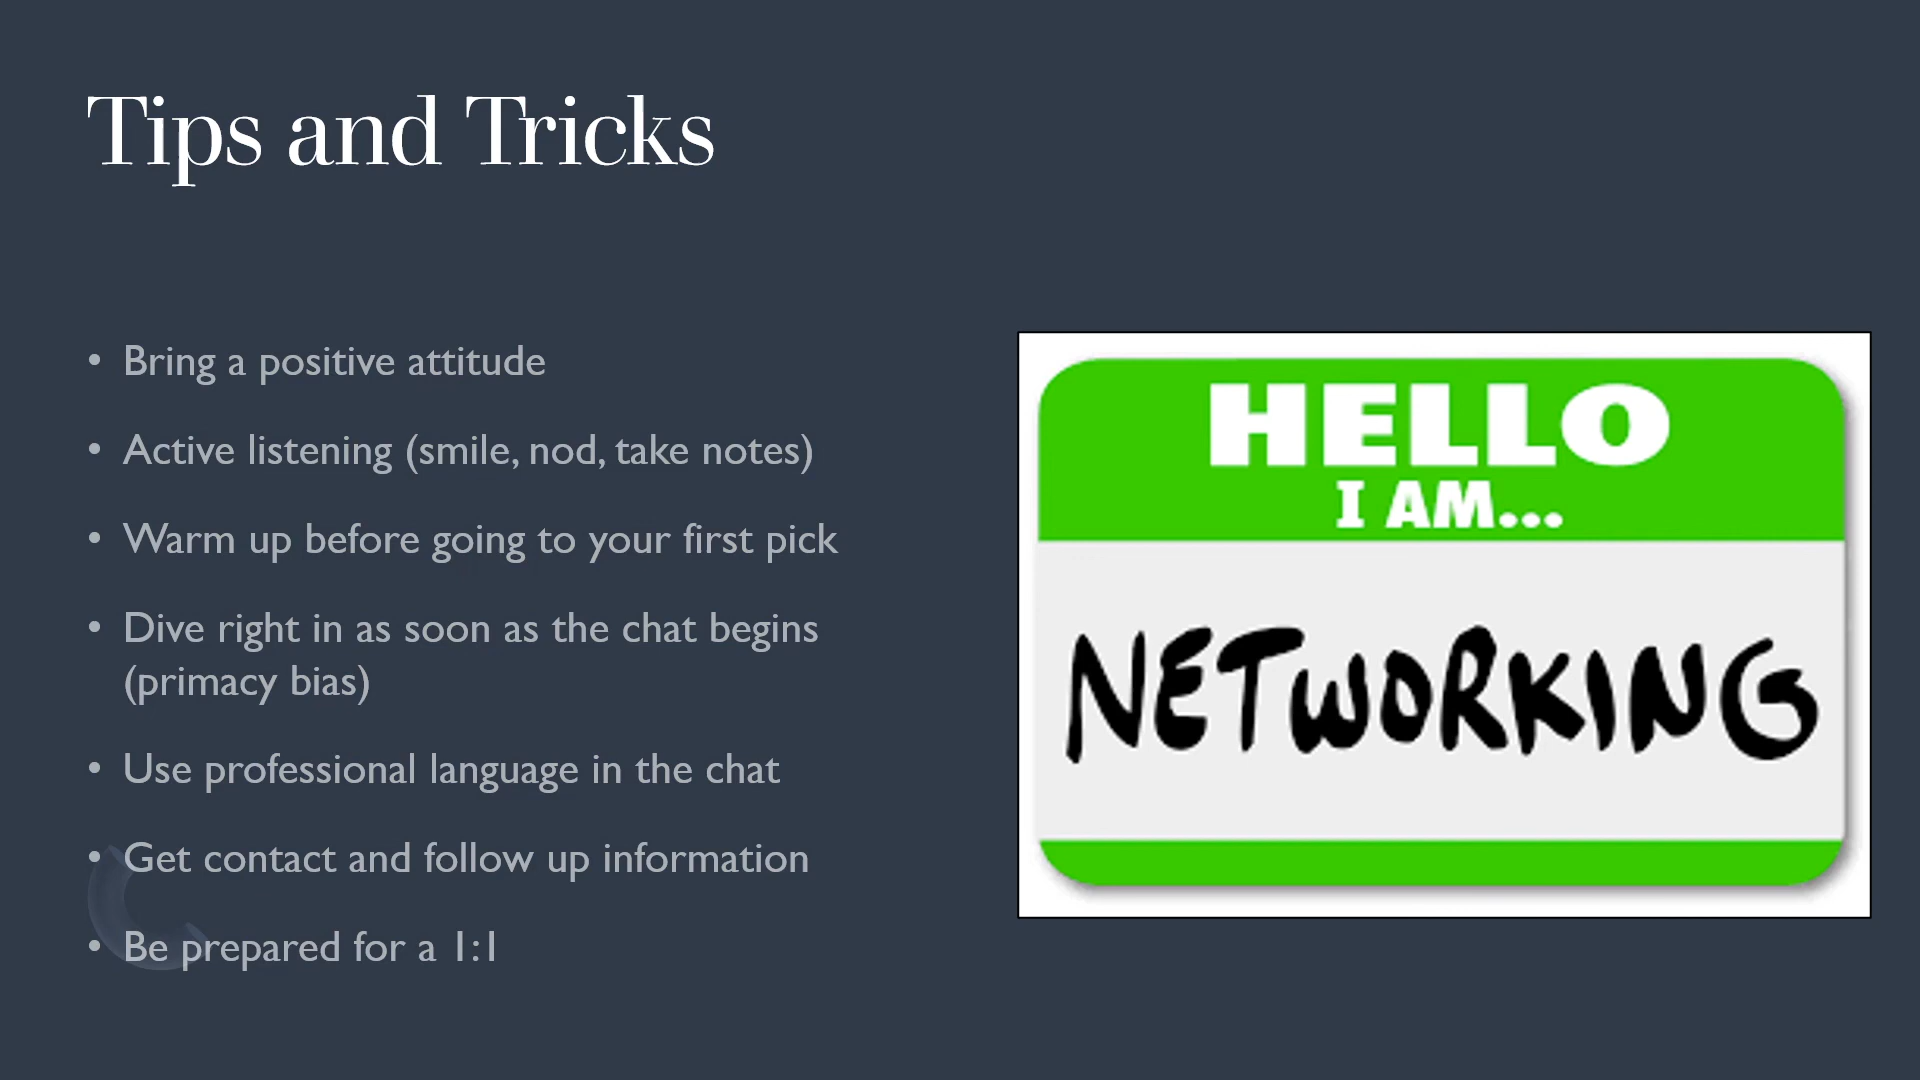 Tips and Tricks
• Bring a positive attitude
• Active listening (smile, nod, take notes)
• Warm up before going to your first pick
• Dive right in as soon as the chat begins
(primacy bias)
• Use professional language in the chat
• Get contact and follow up information
• Be prepared for a 1:1
HELLO
I AM...
NETWORKING